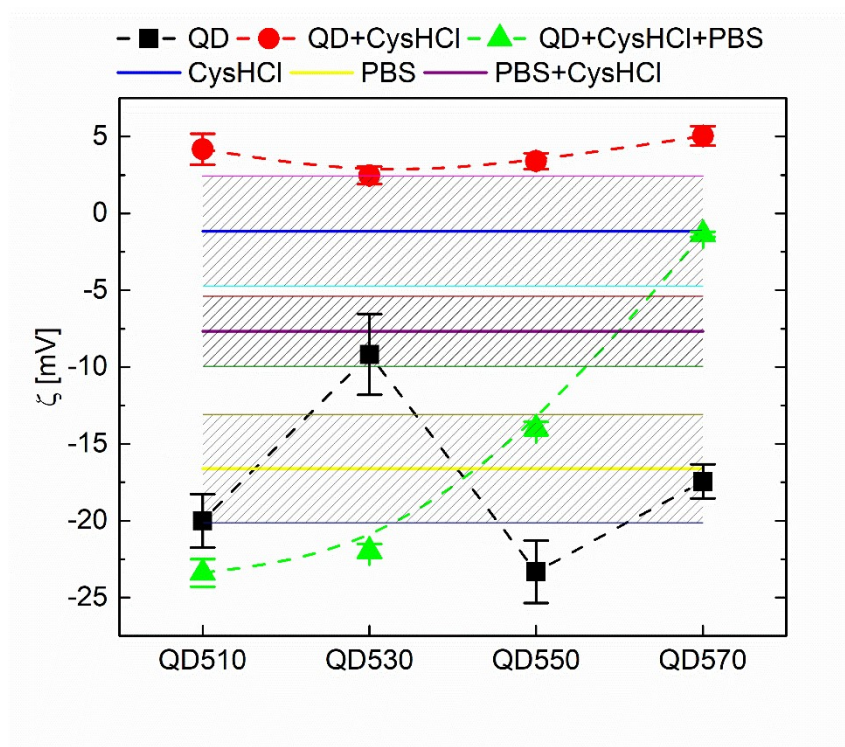 QD QD+CysHCl QD+CysHCl+PBS
CysHCl PBS PBS+CysHCl
5
0
-5
-10
-15
-20
-25
ζ [mV]
QD510 QD530 QD550 QD570